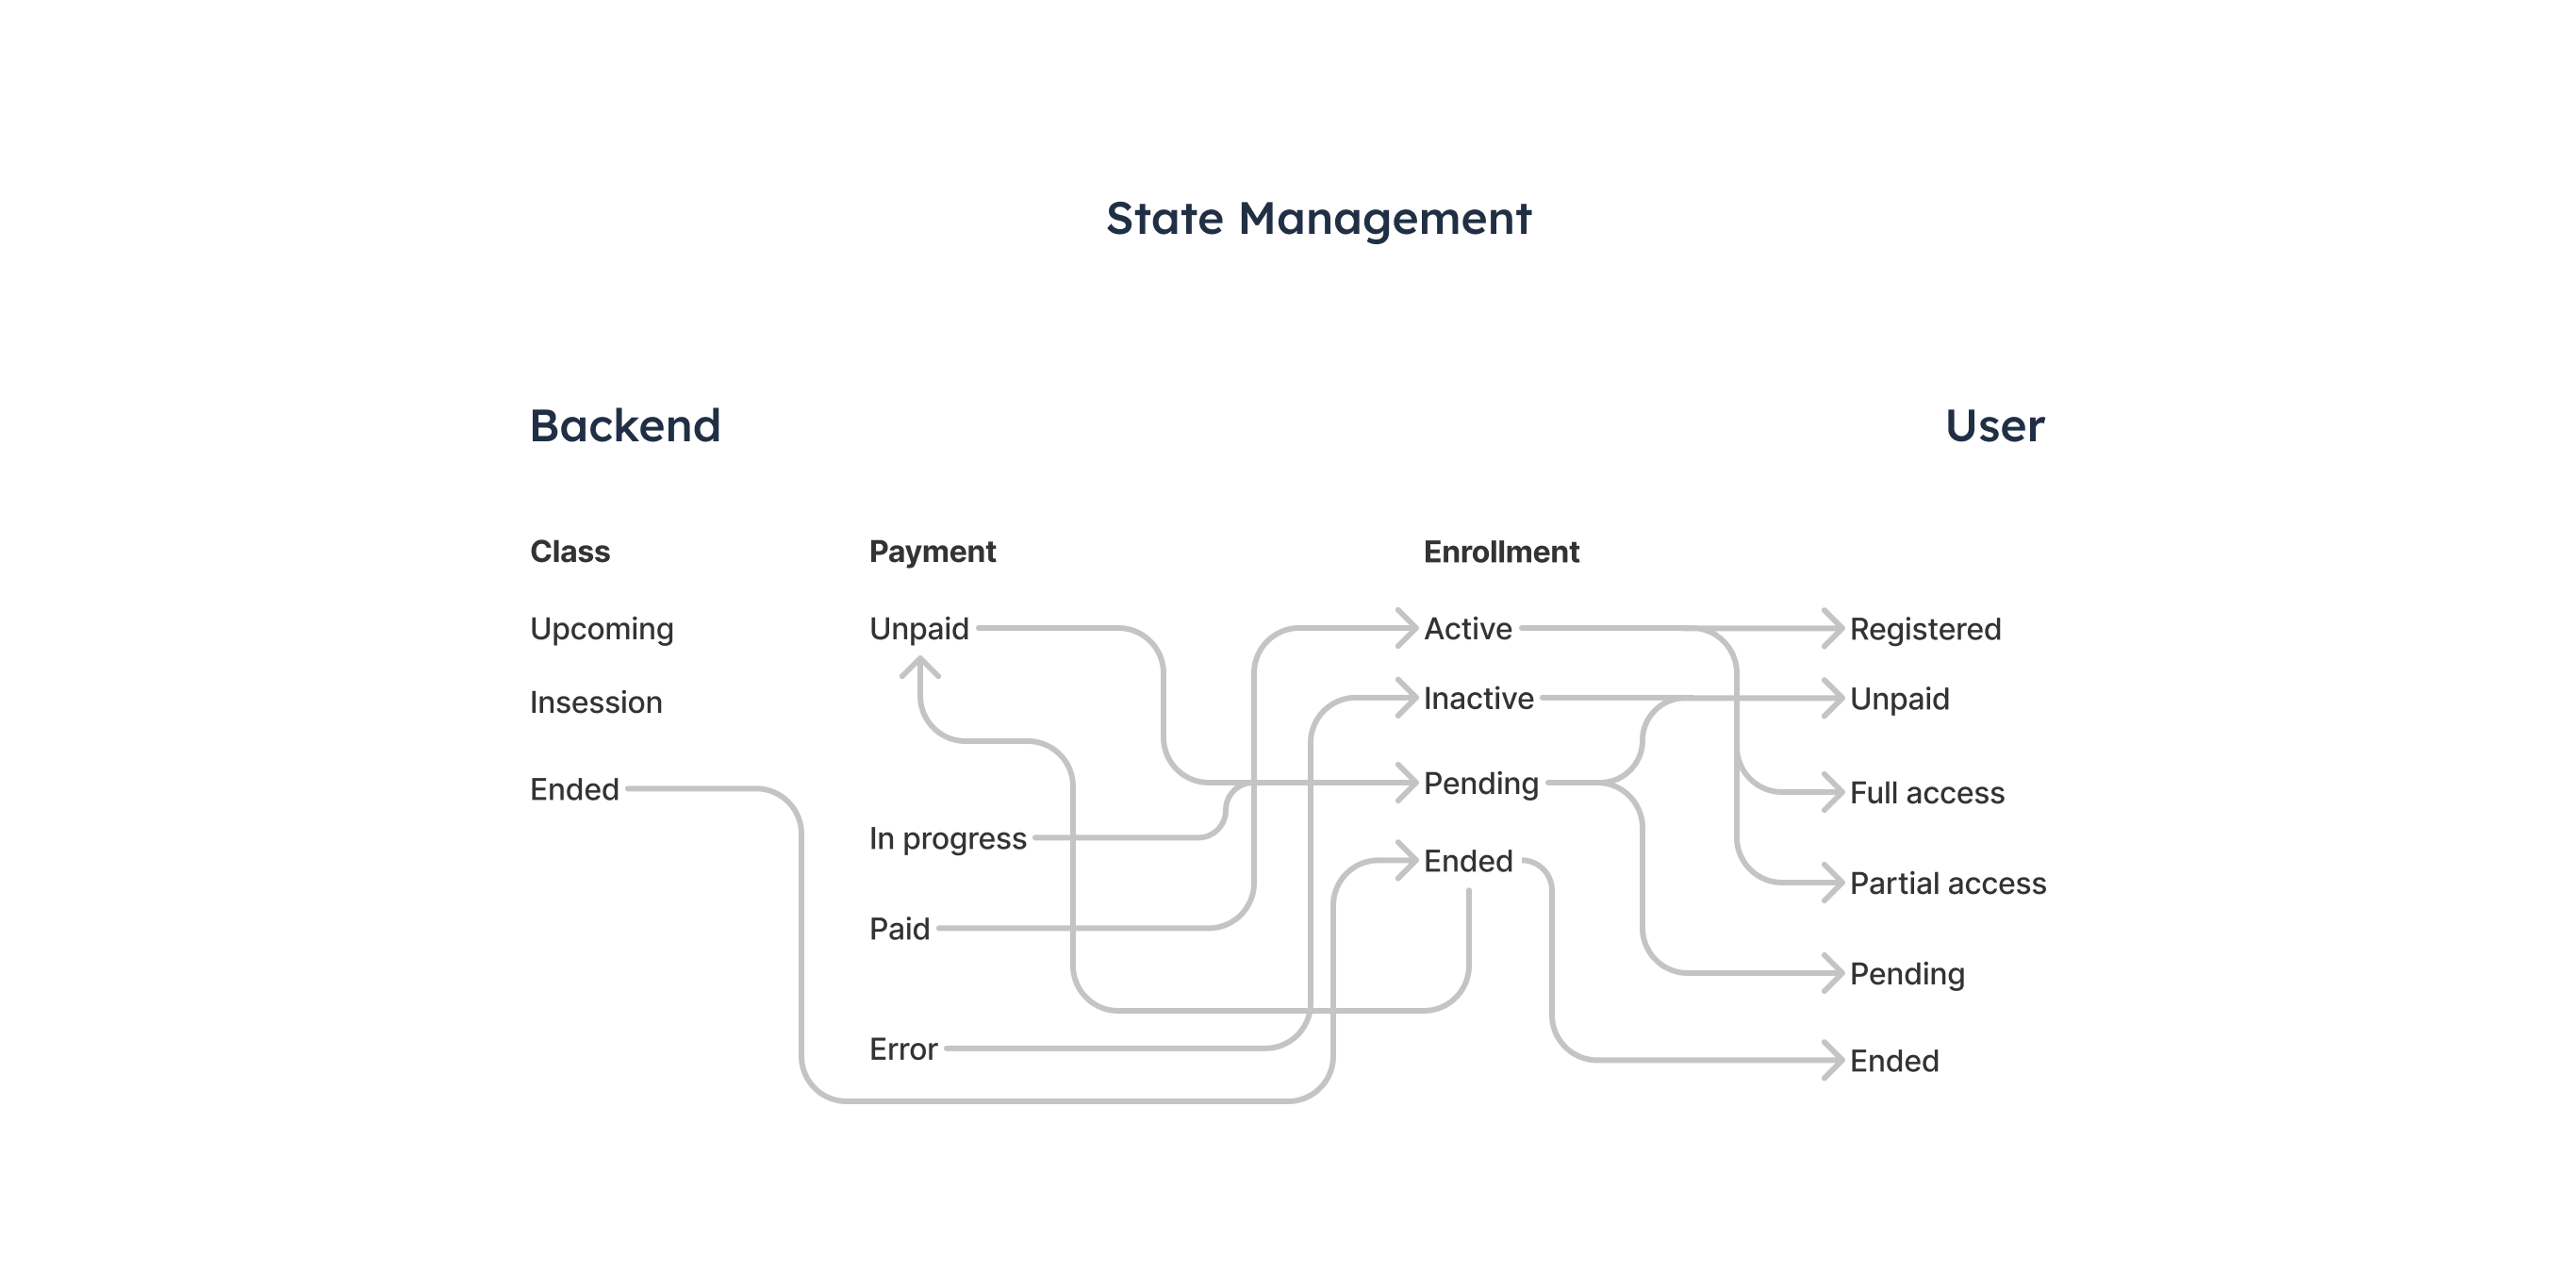 State Management
Backend
User
Class
Payment
Enrollment
Upcoming
Insession
Ended
Unpaid
In progress
Paid
Error
Active
Inactive
Pending
Ended
Registered
Unpaid
Full access
Partial access
Pending
Ended